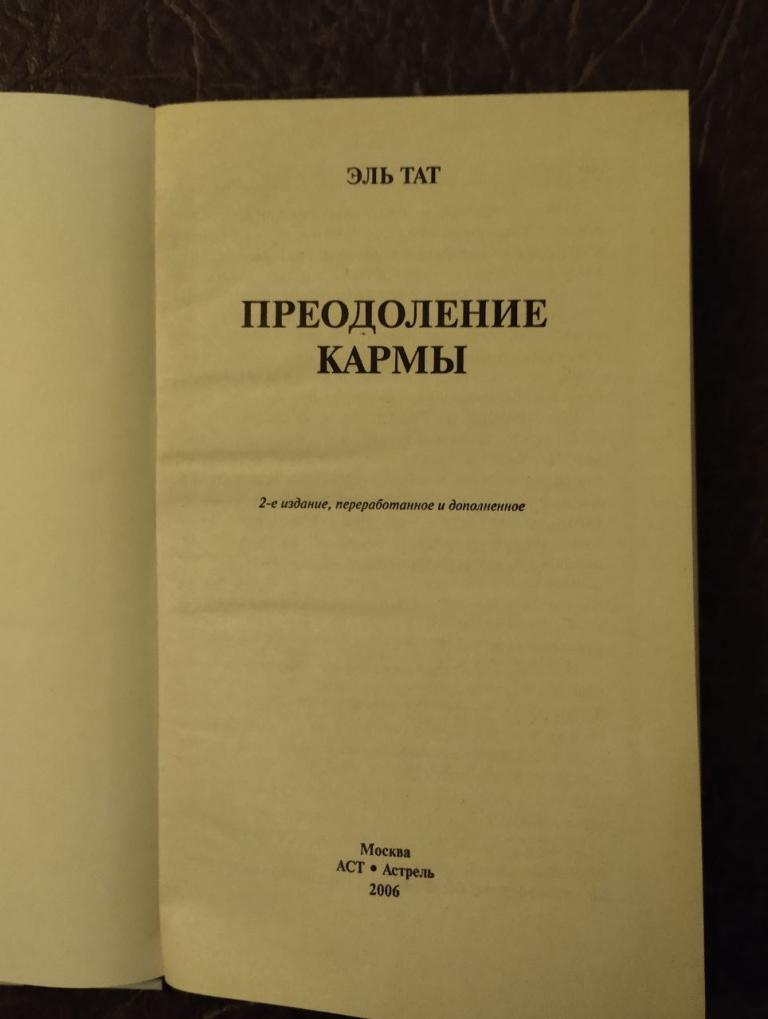 ЭЛЬ ТАТ
ПРЕОДОЛЕНИЕ
КАРМЫ
2-е издание, переработанное и дополненное
Москва
АСТ • Астрель
2006